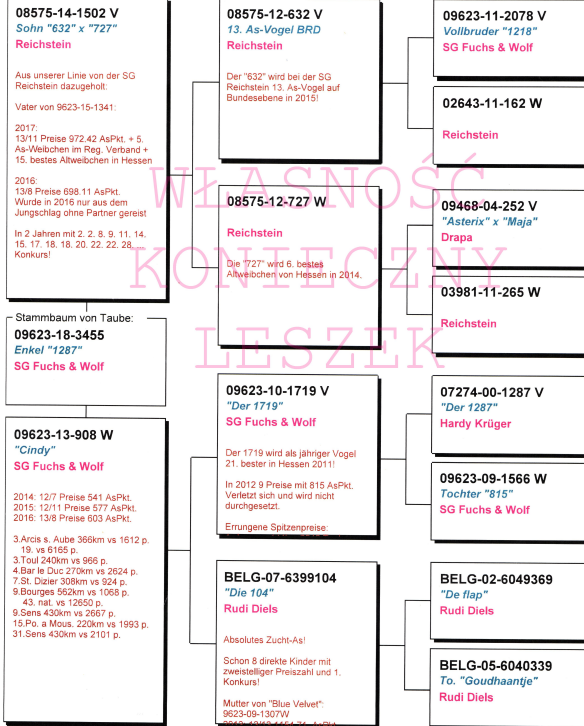 08575-14-1502 V
Sohn "632" x "727"
Reichstein
Aus unserer Linie von der SG
Reichstein dazugeholt:
Vater von 9623-15-1341:
2017:
13/11 Preise 972.42 AsPkt. + 5.
As-Weibchen im Reg. Verband +
15. bestes Altweibchen in Hessen
2016:
13/8 Preise 698.11 AsPkt.
Wurde in 2016 nur aus dem
Jungschlag ohne Partner gereist
In 2 Jahren mit 2. 2. 8. 9. 11. 14.
15. 17. 18. 18. 20. 22. 22. 28. ...
Konkurs!
Stammbaum von Taube:
09623-18-3455
Enkel "1287"
SG Fuchs & Wolf
09623-13-908 W
"Cindy"
SG Fuchs & Wolf
2014: 12/7 Preise 541 AsPkt.
2015: 12/11 Preise 577 AsPkt.
2016: 13/8 Preise 603 AsPkt.
3.Arcis s. Aube 366km vs 1612 p.
19. vs 6165 p.
3.Toul 240km vs 966 p.
4.Bar le Duc 270km vs 2624 p.
7.St. Dizier 308km vs 924 p.
9.Bourges 562km vs 1068 p.
43. nat. vs 12650 p.
9.Sens 430km vs 2667 p.
15.Po. a Mous. 220km vs 1993 p.
31.Sens 430km vs 2101 p.
08575-12-632 V
13. As-Vogel BRD
Reichstein
Der "632" wird bei der SG
Reichstein 13. As-Vogel auf
Bundesebene in 2015!
08575-12-727 W
Reichstein
Die "727" wird 6. bestes
Altweibchen von Hessen in 2014.
09623-10-1719 V
"Der 1719"
SG Fuchs & Wolf
Der 1719 wird als jähriger Vogel
21. bester in Hessen 2011!
In 2012 9 Preise mit 815 AsPkt.
Verletzt sich und wird nicht
durchgesetzt.
Errungene Spitzenpreise:
BELG-07-6399104
"Die 104"
Rudi Diels
Absolutes Zucht-As!
Schon 8 direkte Kinder mit
zweistelliger Preiszahl und 1.
Konkurs!
Mutter von "Blue Velvet":
9623-09-1307W
09623-11-2078 V
Vollbruder "1218"
SG Fuchs & Wolf
02643-11-162 W
Reichstein
09468-04-252 V
"Asterix" x "Maja"
Drapa
03981-11-265 W
Reichstein
07274-00-1287 V
"Der 1287"
Hardy Krüger
09623-09-1566 W
Tochter "815"
SG Fuchs & Wolf
BELG-02-6049369
"De flap"
Rudi Diels
BELG-05-6040339
To. "Goudhaantje"
Rudi Diels
WŁASNOŚĆ
KONIECZNY
LESZEK